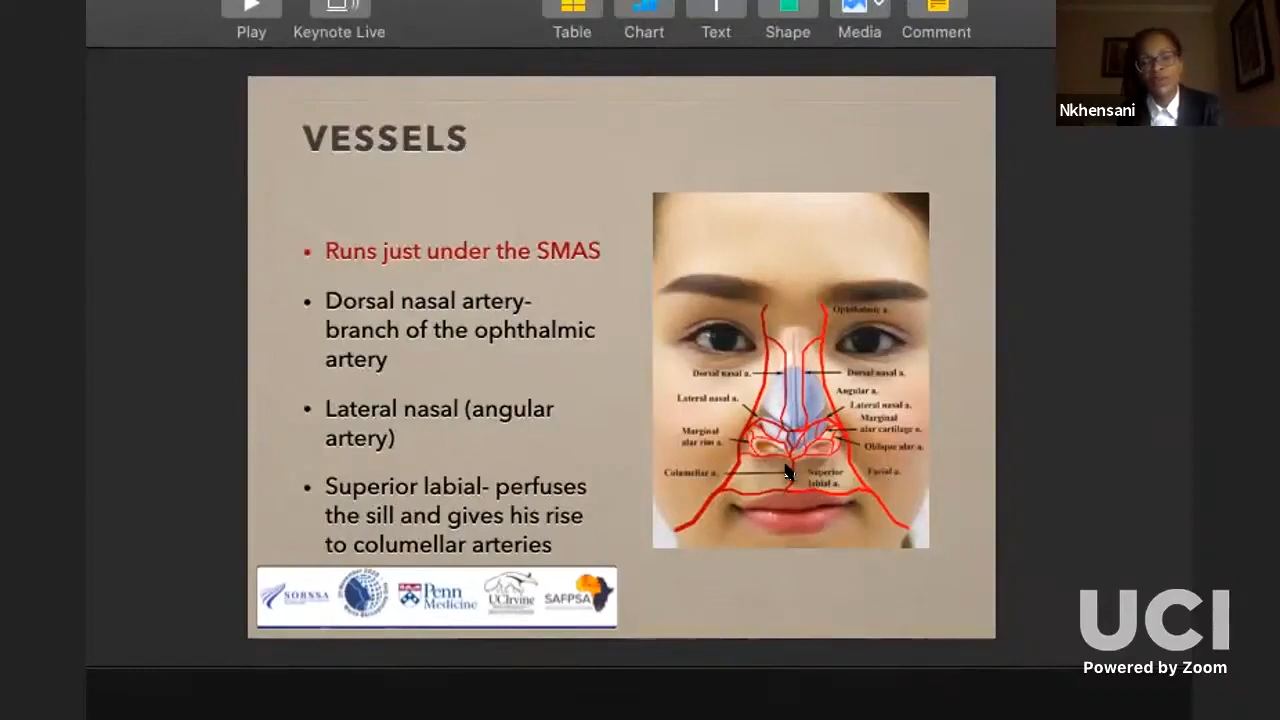 Play
Keynote Live
Table
Chart
Text
Shape
Media
Comment
Nkhensani
VESSELS
Runs just under the SMAS
Dorsal nasal artery-
branch of the ophthalmic
artery
Lateral nasal (angular
artery)
Superior labial- perfuses
the sill and gives his rise
to columellar arteries
Ophthalmic a.
Dorsal nasal a.
Dorsal nasal a.
Angular a.
Lateral nasal a.
Lateral nasal a.
Marginal
alar cartilage a.
Marginal
alar rim a.
Oblique alar a.
Columellar a.
Superior
labial a.
Facial a.
SORNSA
Penn
Medicine
UCIrvine
SAFPSA
UCI
Powered by Zoom